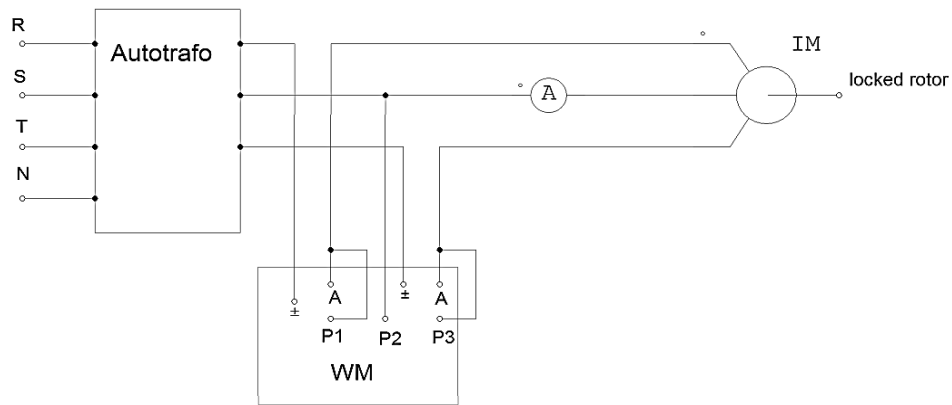 R
Autotrafo
IM
S
A
locked rotor
T
N
± A ± A
P1 P2 P3
WM